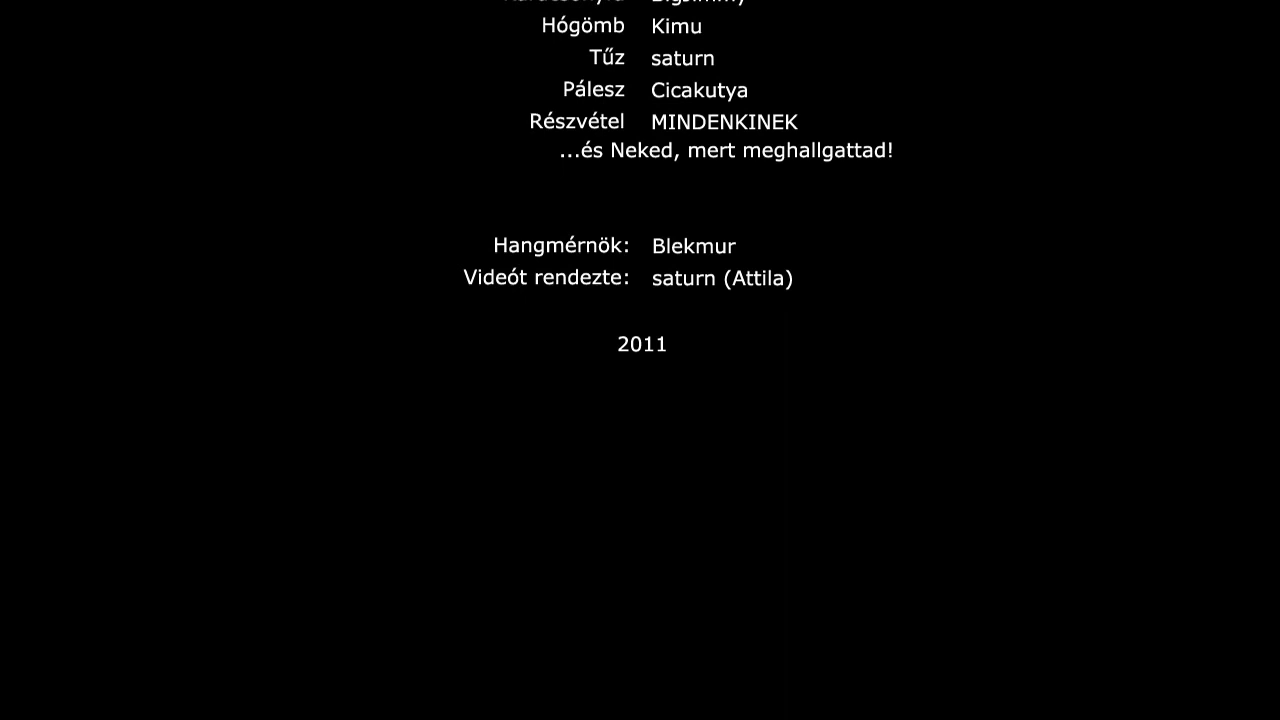 Hógömb Kimu
Tűz saturn
Pálesz Cicakutya
Részvétel MINDENKINEK
...és Neked, mert meghallgattad!
Hangmérnök: Blekmur
Videót rendezte: saturn (Attila)
2011